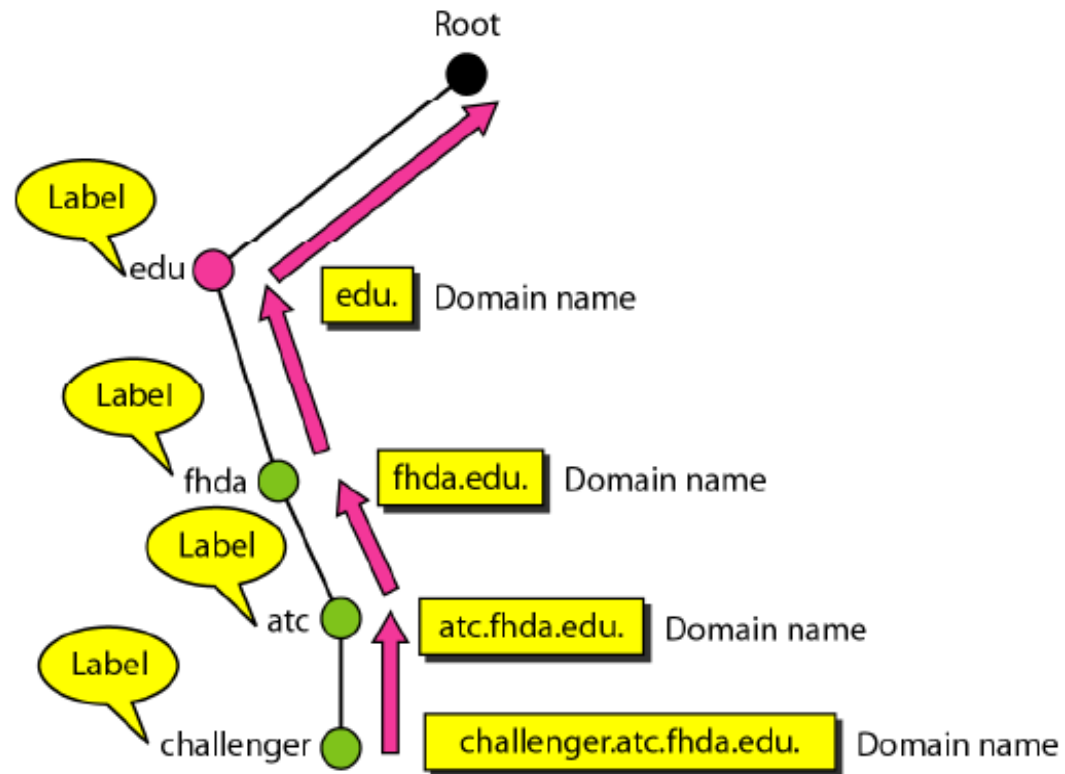 Root
Label
edu
edu. Domain name
Label
fhda
fhda.edu. Domain name
Label
atc
atc.fhda.edu. Domain name
Label
challenger
challenger.atc.fhda.edu. Domain name